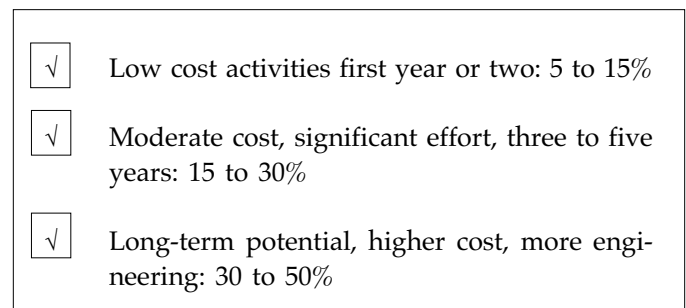 √ Low cost activities first year or two: 5 to 15%
√ Moderate cost, significant effort, three to five
years: 15 to 30%
√ Long-term potential, higher cost, more engi-
neering: 30 to 50%